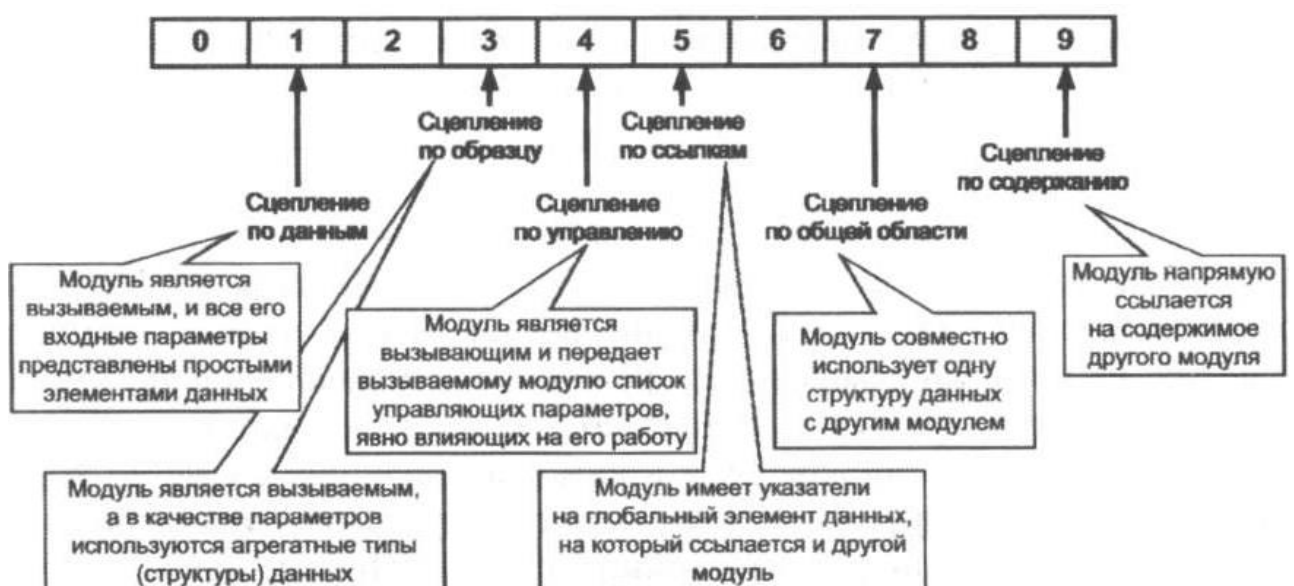 0 1 2 3 4 5 6 7 8 9
Сцепление
по образцу
Сцепление
по ссылкам
Сцепление
по содержанию
Сцепление
по данным
Сцепление
по управлению
Сцепление
по общей области
Модуль является
вызываемым, и все его
входные параметры
представлены простыми
элементами данных
Модуль является
вызывающим и передает
вызываемому модулю список
управляющих параметров,
явно влияющих на его работу
Модуль совместно
использует одну
структуру данных
с другим модулем
Модуль напрямую
ссылается
на содержимое
другого модуля
Модуль является вызываемым,
а в качестве параметров
используются агрегатные типы
(структуры) данных
Модуль имеет указатели
на глобальный элемент данных,
на который ссылается и другой
модуль